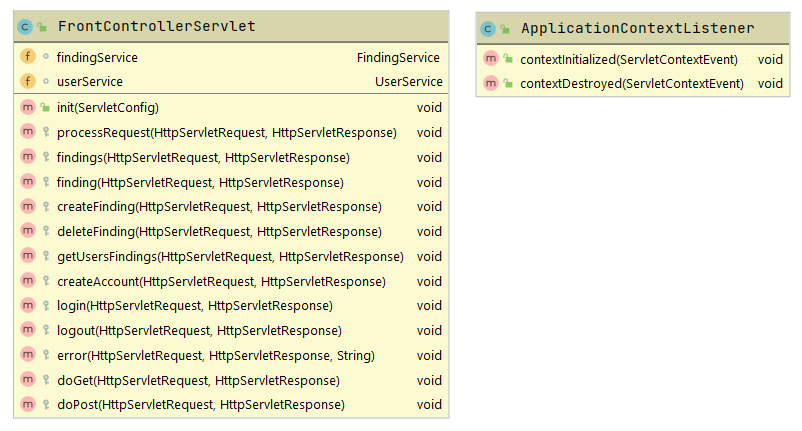 C FrontControllerServlet
f findingService FindingService
f userService UserService
m init(ServletConfig) void
m processRequest(HttpServletRequest, HttpServletResponse) void
m findings(HttpServletRequest, HttpServletResponse) void
m finding(HttpServletRequest, HttpServletResponse) void
m createFinding(HttpServletRequest, HttpServletResponse) void
m deleteFinding(HttpServletRequest, HttpServletResponse) void
m getUsersFindings(HttpServletRequest, HttpServletResponse) void
m createAccount(HttpServletRequest, HttpServletResponse) void
m login(HttpServletRequest, HttpServletResponse) void
m logout(HttpServletRequest, HttpServletResponse) void
m error(HttpServletRequest, HttpServletResponse, String) void
m doGet(HttpServletRequest, HttpServletResponse) void
m doPost(HttpServletRequest, HttpServletResponse) void
C ApplicationContextListener
m contextInitialized(ServletContextEvent) void
m contextDestroyed(ServletContextEvent) void